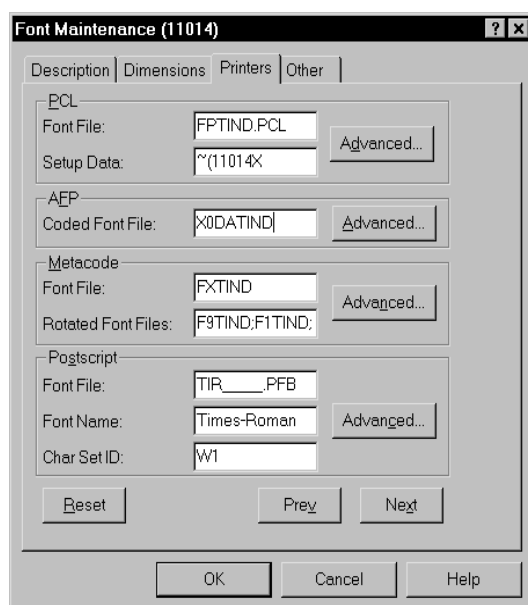 Font Maintenance (11014) ? X
Description Dimensions Printers Other
PCL
Font File: FPTIND.PCL
Advanced...
Setup Data: ~(11014X
AFP
Coded Font File: X0DATIND Advanced...
Metacode
Font File: FXTIND
Advanced...
Rotated Font Files: F9TIND;F1TIND;
Postscript
Font File: TIR_____.PFB
Font Name: Times-Roman Advanced...
Char Set ID: W1
Reset Prev Next
OK Cancel Help